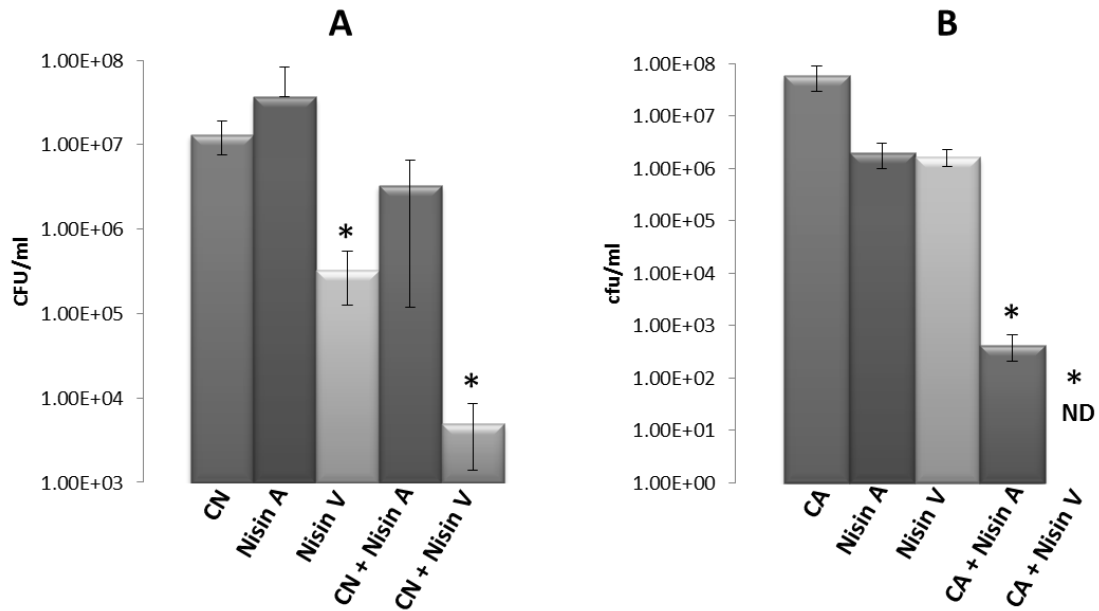 A
CFU/ml
1.00E+08
1.00E+07
1.00E+06
1.00E+05
1.00E+04
1.00E+03
*
*
CN
Nisin A
Nisin V
CN + Nisin A
CN + Nisin V
B
cfu/ml
1.00E+08
1.00E+07
1.00E+06
1.00E+05
1.00E+04
1.00E+03
1.00E+02
1.00E+01
1.00E+00
*
*
ND
CA
Nisin A
Nisin V
CA + Nisin A
CA + Nisin V